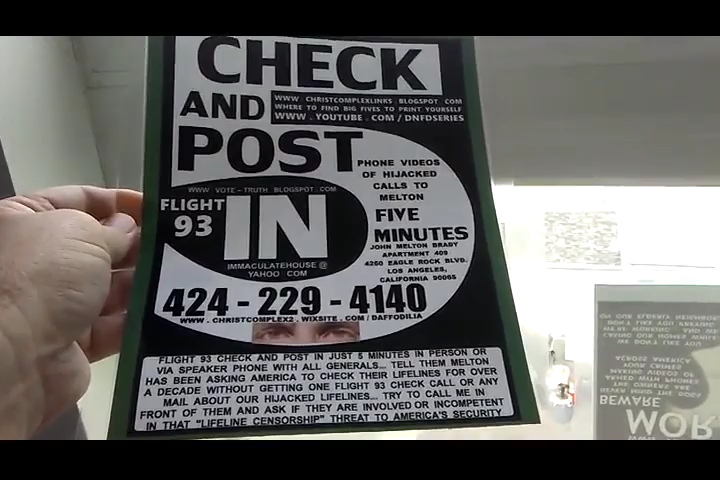 CHECK
AND
WWW . CHRISTCOMPLEXLINKS . BLOGSPOT . COM
WHERE TO FIND BIG FIVES TO PRINT YOURSELF
WWW . YOUTUBE . COM / DNFDSERIES
POST
PHONE VIDEOS
OF HIJACKED
CALLS TO
MELTON
WWW - VOTE - TRUTH . BLOGSPOT . COM
FLIGHT
93
IN
FIVE
MINUTES
JOHN MELTON BRADY
APARTMENT 409
4260 EAGLE ROCK BLVD.
LOS ANGELES,
CALIFORNIA 90065
IMMACULATEHOUSE @
YAHOO . COM
424 - 229 - 4140
WWW . CHRISTCOMPLEX2 . WIXSITE . COM / DAFFODILIA
FLIGHT 93 CHECK AND POST IN JUST 5 MINUTES IN PERSON OR
VIA SPEAKER PHONE WITH ALL GENERALS... TELL THEM MELTON
HAS BEEN ASKING AMERICA TO CHECK THEIR LIFELINES FOR OVER
A DECADE WITHOUT GETTING ONE FLIGHT 93 CHECK CALL OR ANY
MAIL ABOUT OUR HIJACKED LIFELINES... TRY TO CALL ME IN
FRONT OF THEM AND ASK IF THEY ARE INVOLVED OR INCOMPETENT
IN THAT "LIFELINE CENSORSHIP" THREAT TO AMERICA'S SECURITY
BEWARE
WOR